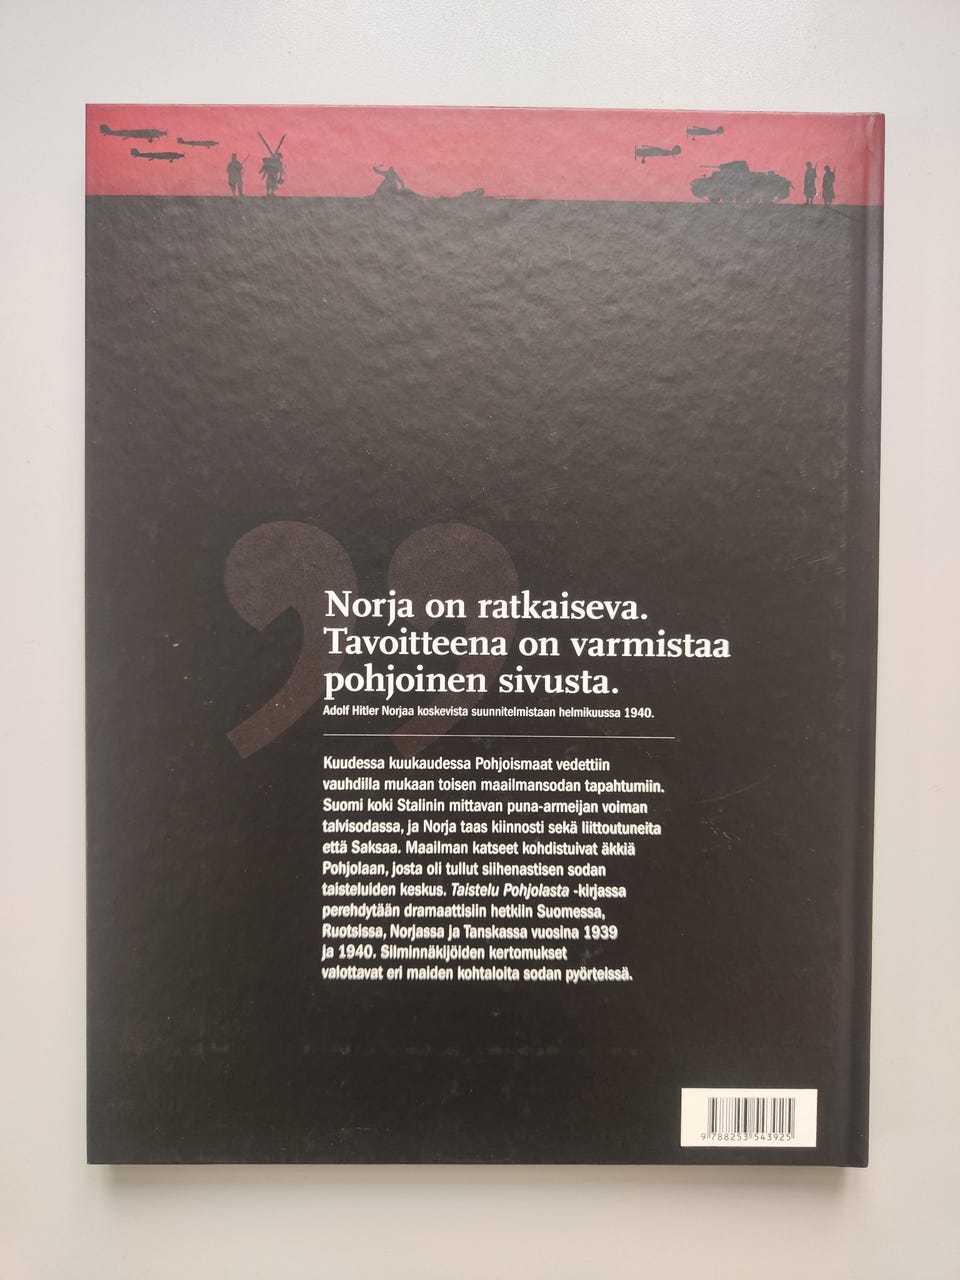 Norja on ratkaiseva.
Tavoitteena on varmistaa
pohjoinen sivusta.
Adolf Hitler Norjaa koskevista suunnitelmistaan helmikuussa 1940.
Kuudessa kuukaudessa Pohjoismaat vedettiin
vauhdilla mukaan toisen maailmansodan tapahtumiin.
Suomi koki Stalinin mittavan puna-armeijan voiman
talvisodassa, ja Norja taas kiinnosti sekä liittoutuneita
että Saksaa. Maailman katseet kohdistuivat äkkiä
Pohjolaan, josta oli tullut siihenastisen sodan
taisteluiden keskus. Taistelu Pohjolasta -kirjassa
perehdytään dramaattisiin hetkiin Suomessa,
Ruotsissa, Norjassa ja Tanskassa vuosina 1939
ja 1940. Silminnäkijöiden kertomukset
valottavat eri maiden kohtaloita sodan pyörteissä.
9 788253 543925